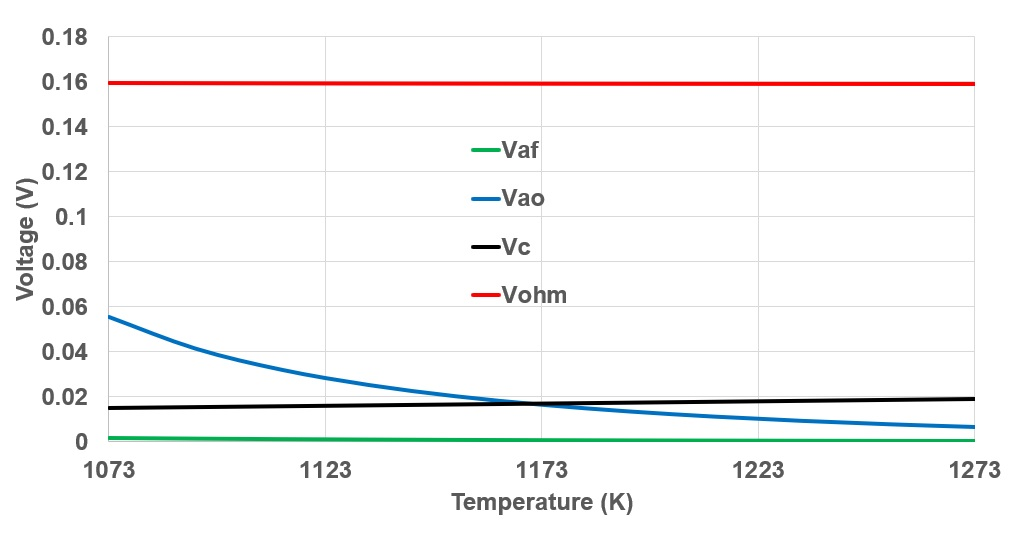 0.18
0.16
0.14
0.12
0.1
0.08
0.06
0.04
0.02
0
Voltage (V)
Vaf
Vao
Vc
Vohm
1073 1123 1173 1223 1273
Temperature (K)